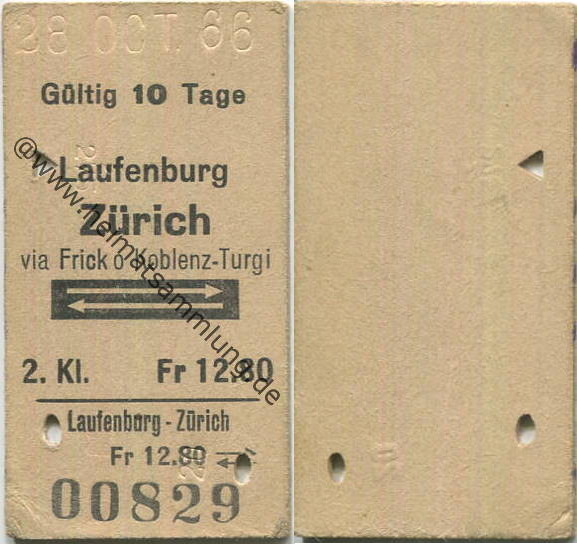 28 OCT. 66
Gültig 10 Tage
Laufenburg
Zürich
via Frick o Koblenz-Turgi
2. Kl. Fr 12.80
Laufenburg - Zürich
Fr 12.80
00829
@www.heimatsammlung.de